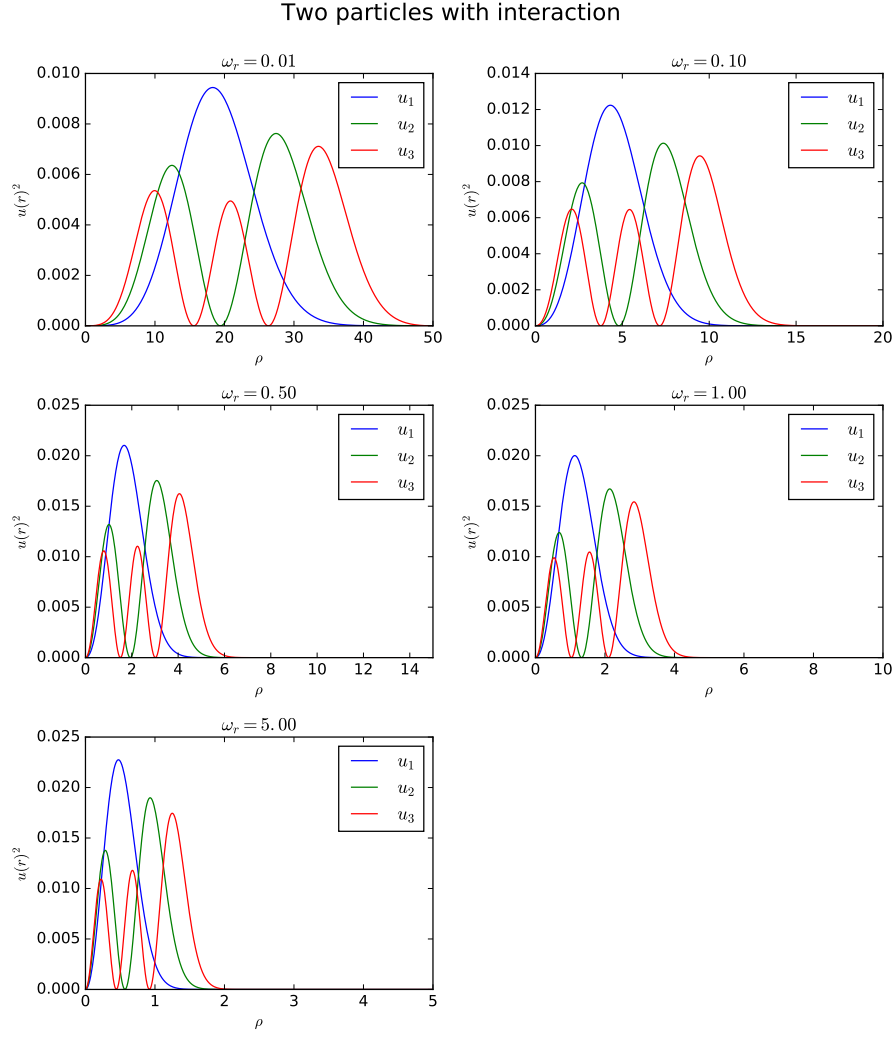 Two particles with interaction
ω_r = 0.01
0.010
0.008
0.006
0.004
0.002
0.000
u(r)²
0 10 20 30 40 50
ρ
u₁
u₂
u₃
ω_r = 0.10
0.014
0.012
0.010
0.008
0.006
0.004
0.002
0.000
u(r)²
0 5 10 15 20
ρ
u₁
u₂
u₃
ω_r = 0.50
0.025
0.020
0.015
0.010
0.005
0.000
u(r)²
0 2 4 6 8 10 12 14
ρ
u₁
u₂
u₃
ω_r = 1.00
0.025
0.020
0.015
0.010
0.005
0.000
u(r)²
0 2 4 6 8 10
ρ
u₁
u₂
u₃
ω_r = 5.00
0.025
0.020
0.015
0.010
0.005
0.000
u(r)²
0 1 2 3 4 5
ρ
u₁
u₂
u₃